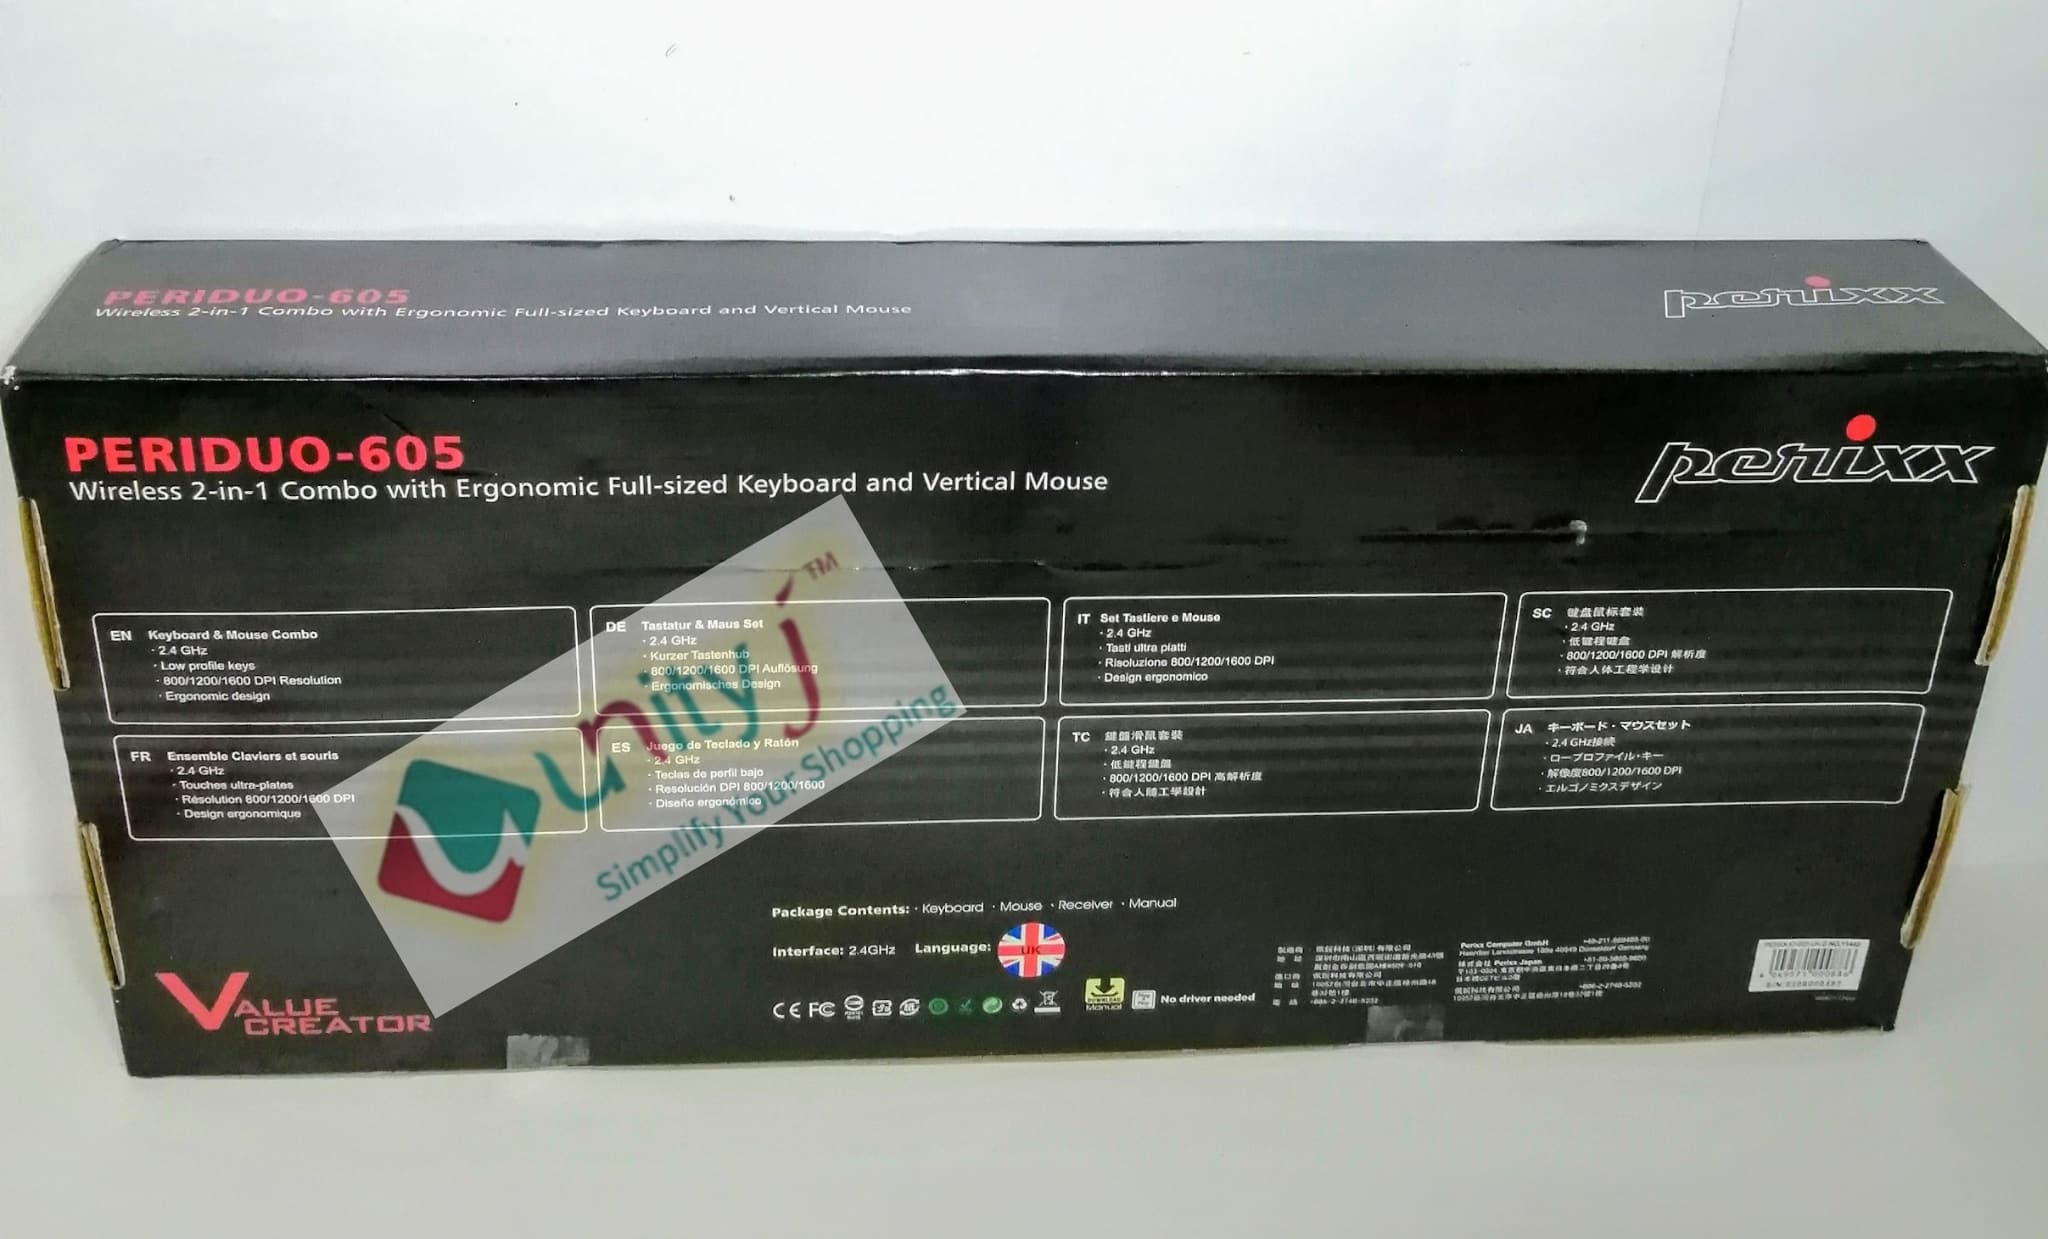 PERIDUO-605
Wireless 2-in-1 Combo with Ergonomic Full-sized Keyboard and Vertical Mouse
perixx
PERIDUO-605
Wireless 2-in-1 Combo with Ergonomic Full-sized Keyboard and Vertical Mouse
perixx
EN Keyboard & Mouse Combo
· 2.4 GHz
· Low profile keys
· 800/1200/1600 DPI Resolution
· Ergonomic design
DE Tastatur & Maus Set
· 2.4 GHz
· Kurzer Tastenhub
· 800/1200/1600 DPI Auflösung
· Ergonomisches Design
IT Set Tastiere e Mouse
· 2.4 GHz
· Tasti ultra piatti
· Risoluzione 800/1200/1600 DPI
· Design ergonomico
SC 键盘鼠标套装
· 2.4 GHz
· 低键程键盘
· 800/1200/1600 DPI 解析度
· 符合人体工程学设计
FR Ensemble Claviers et souris
· 2.4 GHz
· Touches ultra-plates
· Résolution 800/1200/1600 DPI
· Design ergonomique
ES Juego de Teclado y Ratón
· 2.4 GHz
· Teclas de perfil bajo
· Resolución DPI 800/1200/1600
· Diseño ergonómico
TC 鍵盤滑鼠套裝
· 2.4 GHz
· 低鍵程鍵盤
· 800/1200/1600 DPI 高解析度
· 符合人體工學設計
JA キーボード・マウスセット
· 2.4 GHz接続
· ロープロファイル・キー
· 解像度800/1200/1600 DPI
· エルゴノミクスデザイン
unityj™
Simplify Your Shopping
Package Contents: · Keyboard · Mouse · Receiver · Manual
Interface: 2.4GHz Language: UK
VALUE
CREATOR
CE FC
DOWNLOAD
Manual
No driver needed
Perixx Computer GmbH
株式会社 Perixx Japan